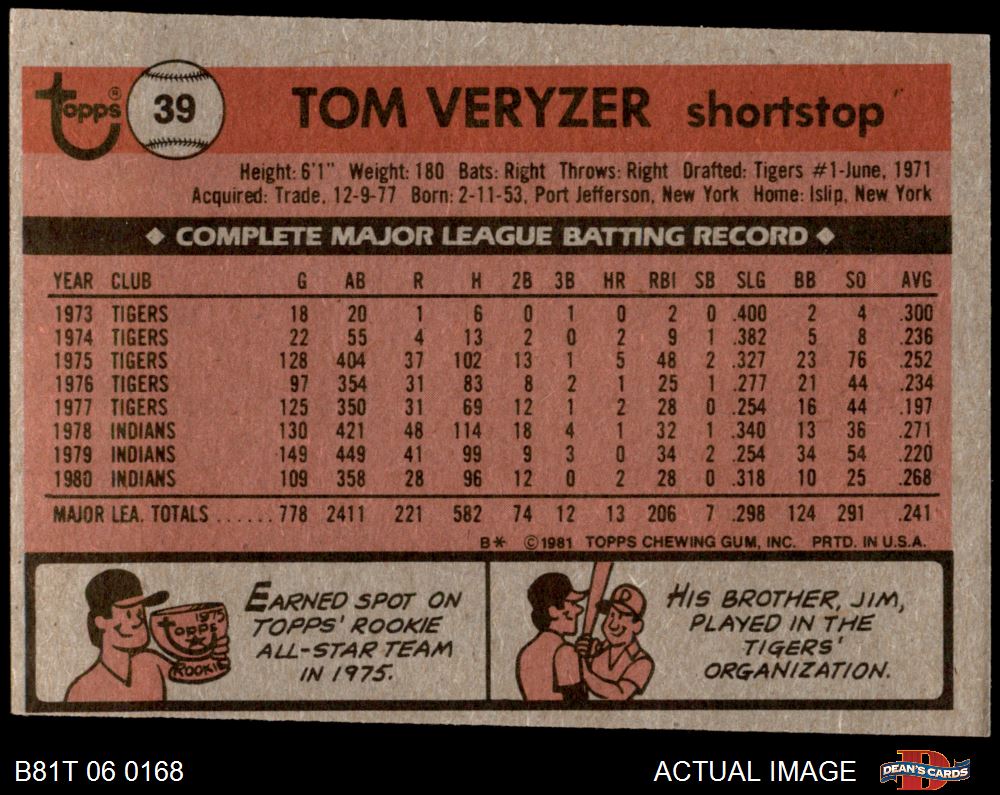 Topps® 39 TOM VERYZER shortstop
Height: 6'1" Weight: 180 Bats: Right Throws: Right Drafted: Tigers #1-June, 1971
Acquired: Trade, 12-9-77 Born: 2-11-53, Port Jefferson, New York Home: Islip, New York
◆ COMPLETE MAJOR LEAGUE BATTING RECORD ◆
YEAR CLUB G AB R H 2B 3B HR RBI SB SLG BB SO AVG
1973 TIGERS 18 20 1 6 0 1 0 2 0 .400 2 4 .300
1974 TIGERS 22 55 4 13 2 0 2 9 1 .382 5 8 .236
1975 TIGERS 128 404 37 102 13 1 5 48 2 .327 23 76 .252
1976 TIGERS 97 354 31 83 8 2 1 25 1 .277 21 44 .234
1977 TIGERS 125 350 31 69 12 1 2 28 0 .254 16 44 .197
1978 INDIANS 130 421 48 114 18 4 1 32 1 .340 13 36 .271
1979 INDIANS 149 449 41 99 9 3 0 34 2 .254 34 54 .220
1980 INDIANS 109 358 28 96 12 0 2 28 0 .318 10 25 .268
MAJOR LEA. TOTALS ...... 778 2411 221 582 74 12 13 206 7 .298 124 291 .241
B* ©1981 TOPPS CHEWING GUM, INC. PRTD. IN U.S.A.
1975
Topps
ROOKIE
EARNED SPOT ON
TOPPS' ROOKIE
ALL-STAR TEAM
IN 1975.
HIS BROTHER, JIM,
PLAYED IN THE
TIGERS'
ORGANIZATION.
B81T 06 0168
ACTUAL IMAGE
DEAN'S CARDS